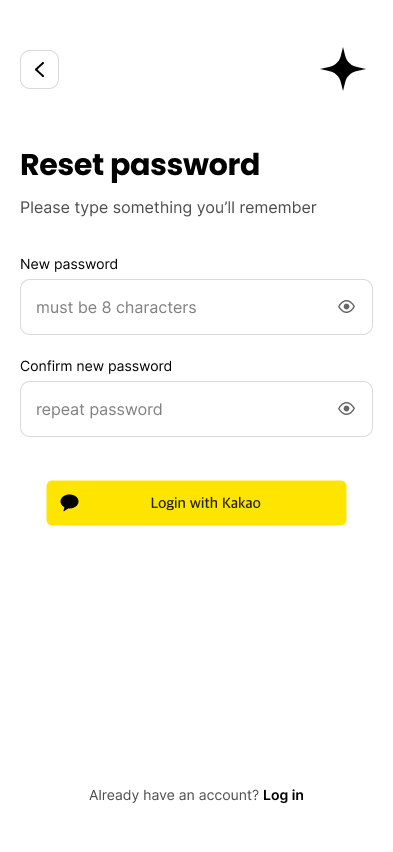 Reset password
Please type something you’ll remember
New password
must be 8 characters
Confirm new password
repeat password
Login with Kakao
Already have an account? Log in